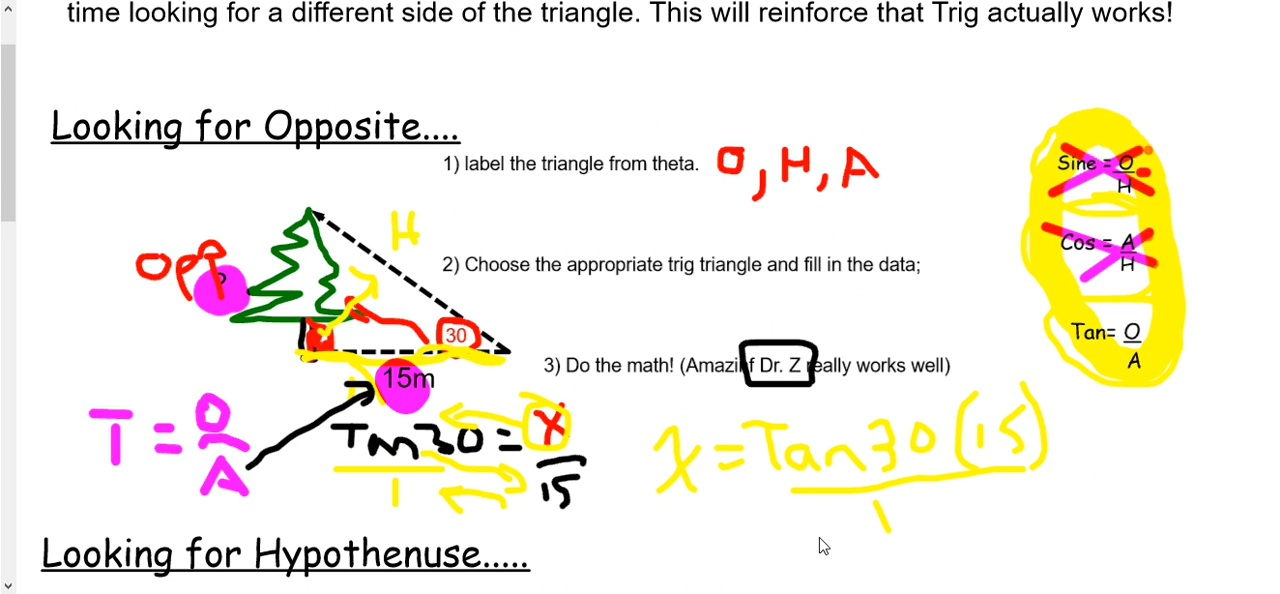 time looking for a different side of the triangle. This will reinforce that Trig actually works!
Looking for Opposite....
1) label the triangle from theta. O, H, A
Sine = O
H
H
Cos = A
H
OPP
?
2) Choose the appropriate trig triangle and fill in the data;
30
Tan= O
A
15m
3) Do the math! (Dr. Z really works well)
T = O
A
Tan30 = X
1
15
X = Tan30 (15)
1
Looking for Hypothenuse.....